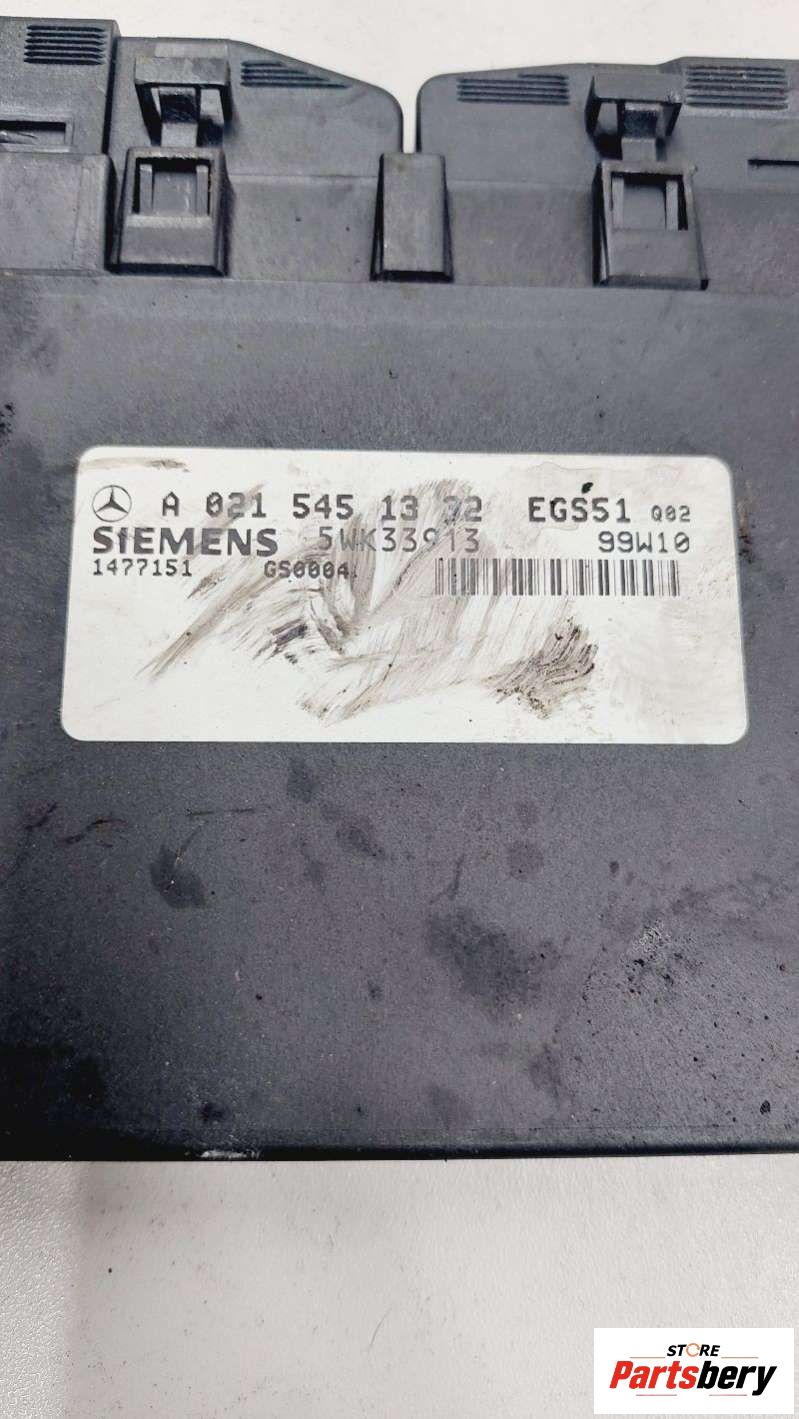 A 021 545 13 32 EGS51 Q02
SIEMENS 5WK33913 99W10
1477151 GS0004
STORE
Partsbery